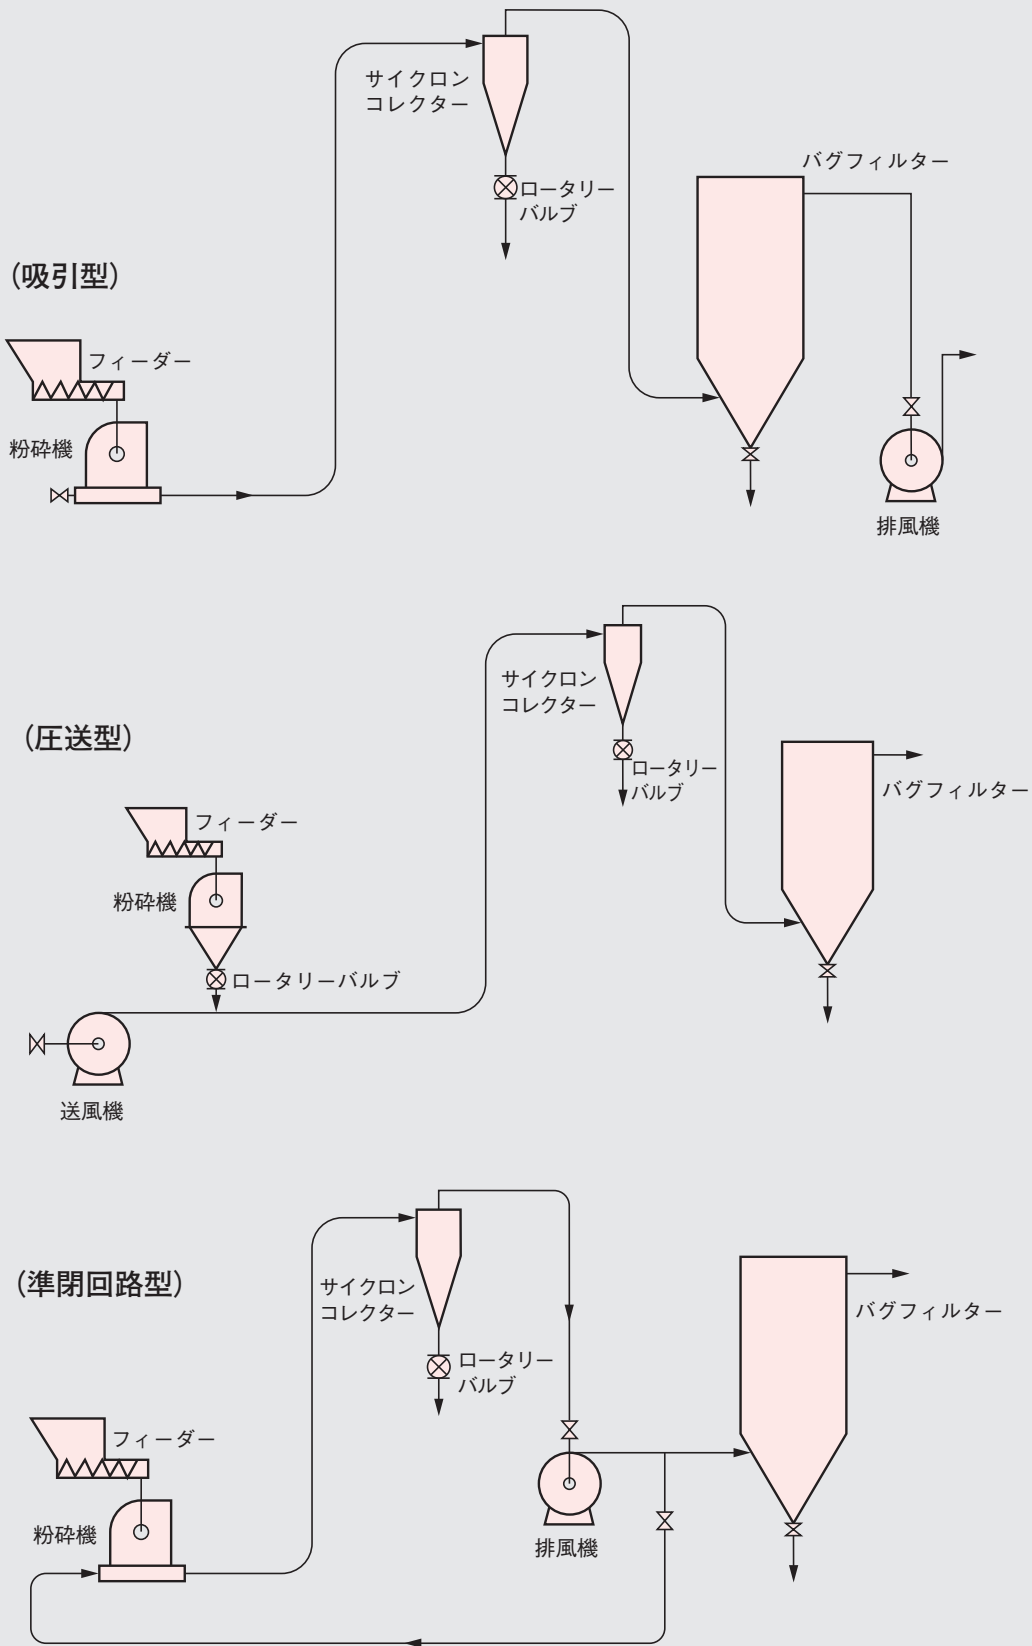 サイクロン
コレクター
ロータリー
バルブ
バグフィルター
（吸引型）
フィーダー
粉砕機
排風機
サイクロン
コレクター
（圧送型）
ロータリー
バルブ
バグフィルター
フィーダー
粉砕機
ロータリーバルブ
送風機
（準閉回路型）
サイクロン
コレクター
バグフィルター
ロータリー
バルブ
フィーダー
粉砕機
排風機